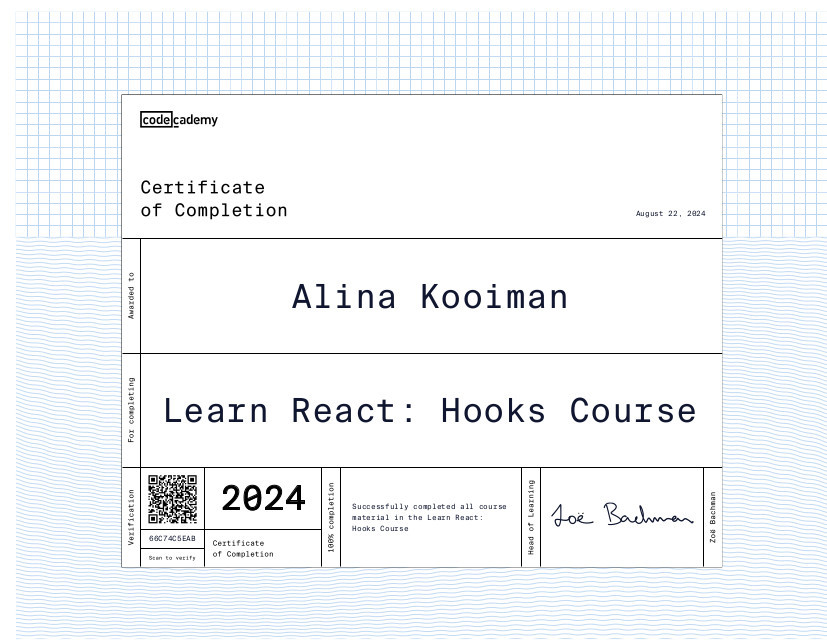 codecademy
Certificate
of Completion
August 22, 2024
Awarded to
Alina Kooiman
For completing
Learn React: Hooks Course
Verification
66C74C5EAB
Scan to verify
2024
Certificate
of Completion
100% completion
Successfully completed all course
material in the Learn React:
Hooks Course
Head of Learning
Zoë Bachman
Zoë Bachman